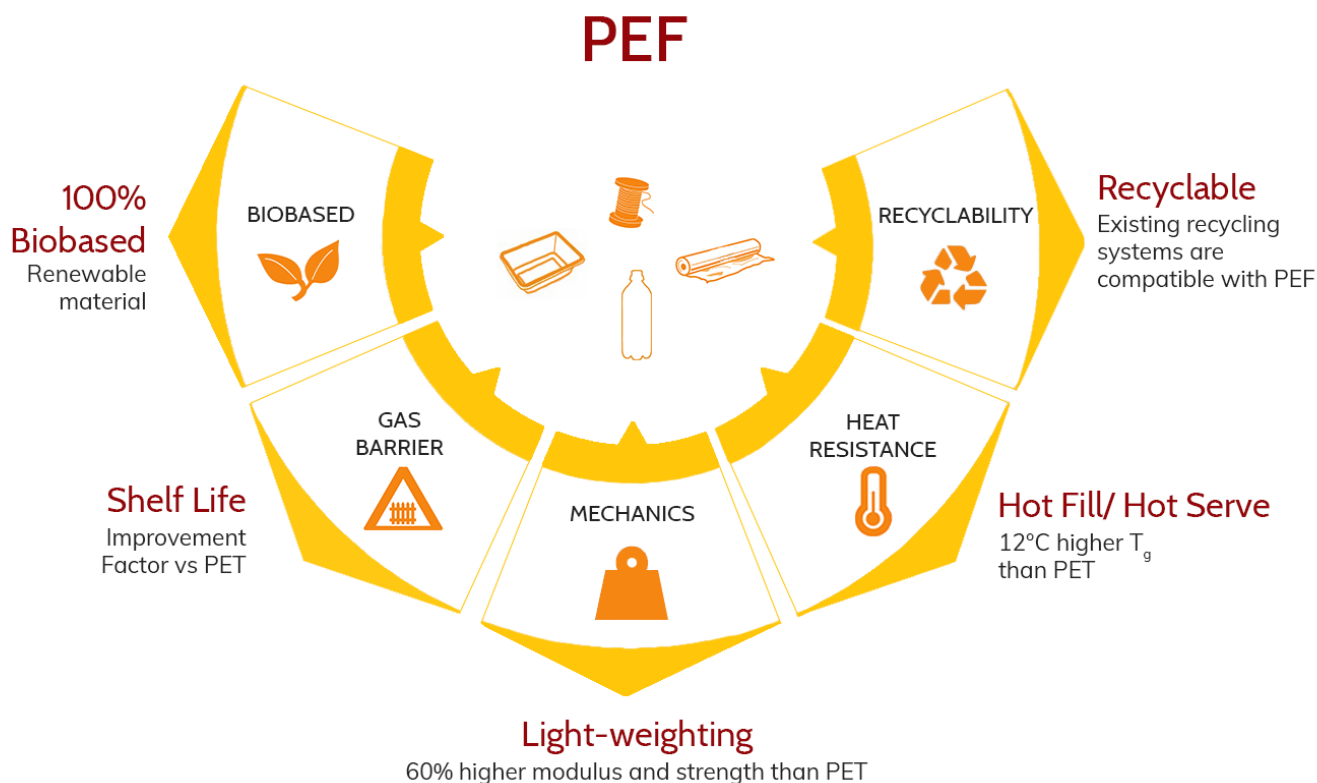 PEF
100%
Biobased
Renewable
material
BIOBASED
RECYCLABILITY
Recyclable
Existing recycling
systems are
compatible with PEF
Shelf Life
Improvement
Factor vs PET
GAS
BARRIER
MECHANICS
HEAT
RESISTANCE
Hot Fill/ Hot Serve
12°C higher Tg
than PET
Light-weighting
60% higher modulus and strength than PET